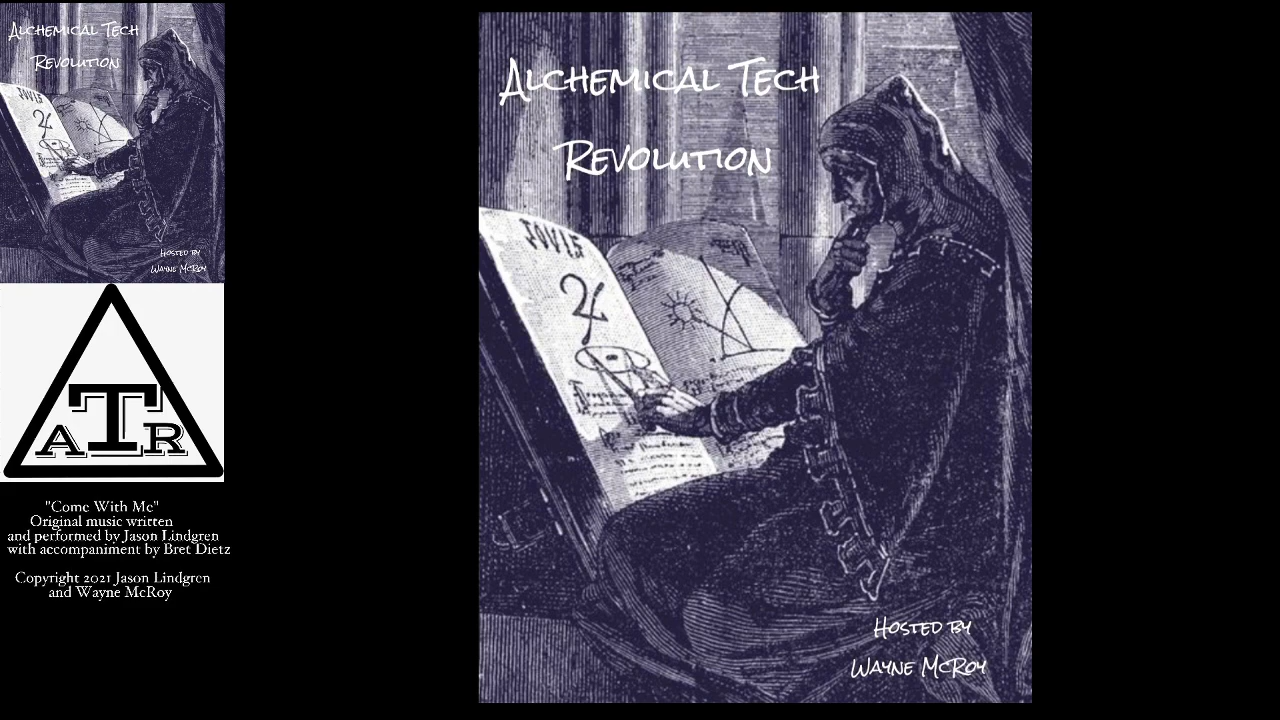 Alchemical Tech
Revolution
Hosted by
Wayne McRoy
ATR
"Come With Me"
Original music written
and performed by Jason Lindgren
with accompaniment by Bret Dietz
Copyright 2021 Jason Lindgren
and Wayne McRoy
Alchemical Tech
Revolution
JOVIS
Hosted by
Wayne McRoy